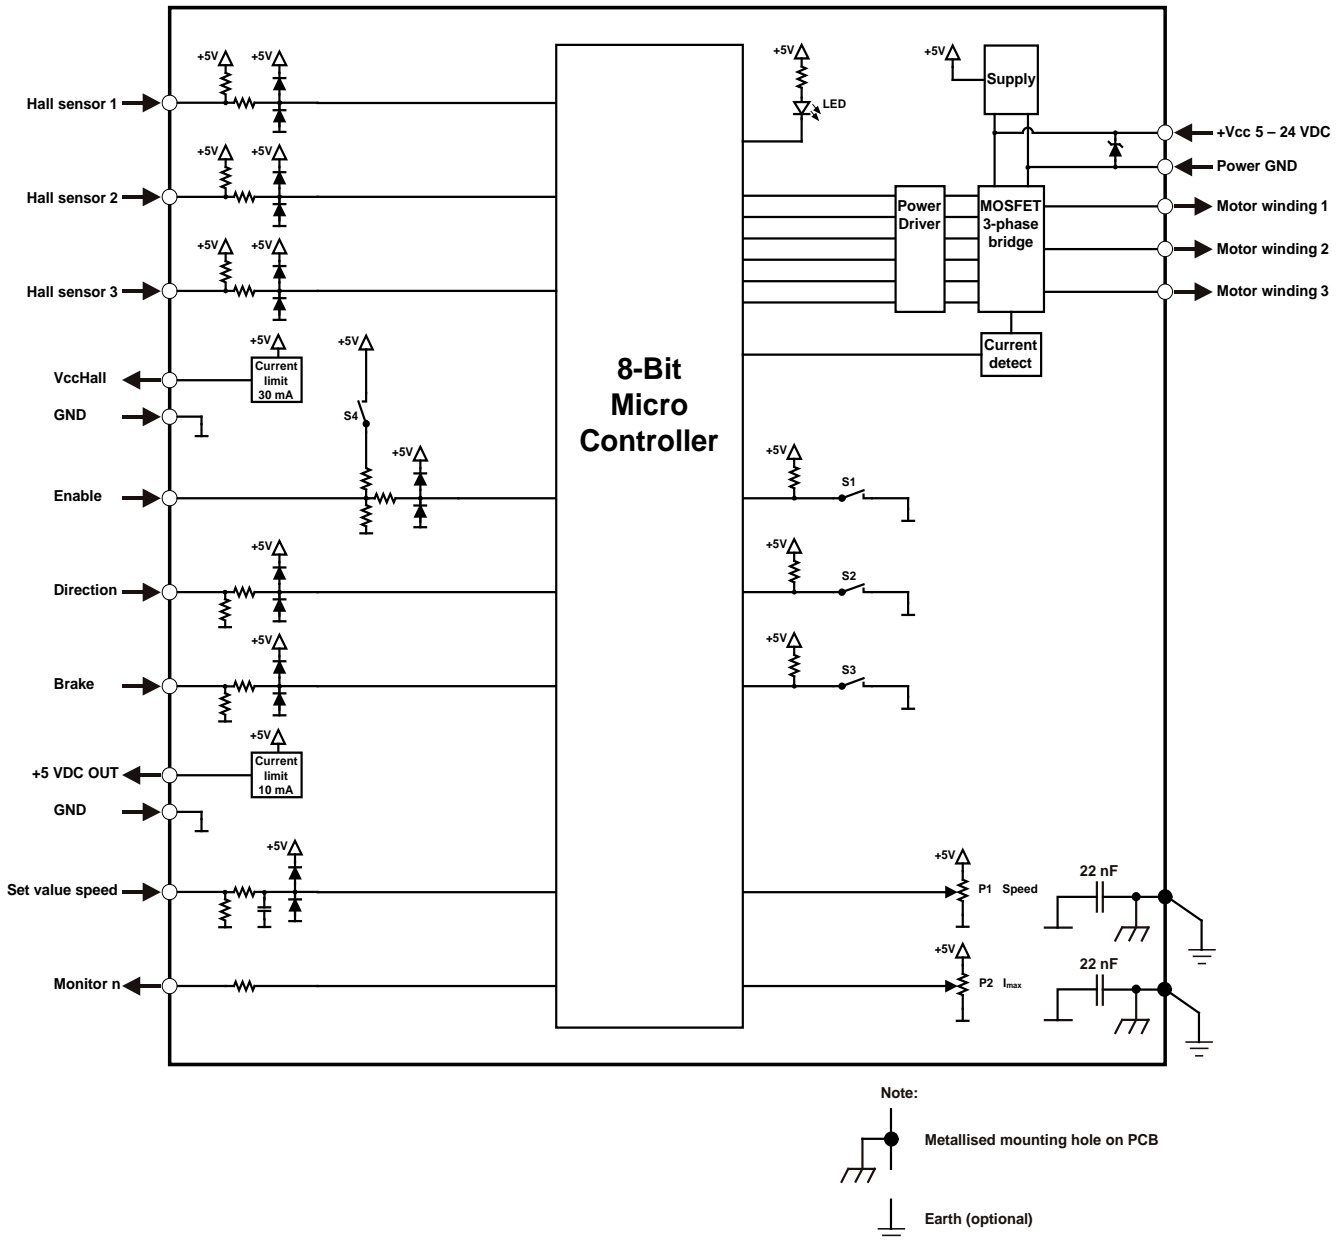 +5V
+5V
Hall sensor 1
+5V
+5V
Hall sensor 2
+5V
+5V
Hall sensor 3
+5V
Current
limit
30 mA
VccHall
GND
+5V
S4
+5V
Enable
+5V
Direction
+5V
Brake
+5V
Current
limit
10 mA
+5 VDC OUT
GND
+5V
Set value speed
Monitor n
8-Bit
Micro
Controller
+5V
LED
+5V
Supply
+Vcc 5 – 24 VDC
Power GND
Power
Driver
MOSFET
3-phase
bridge
Motor winding 1
Motor winding 2
Motor winding 3
Current
detect
+5V
S1
+5V
S2
+5V
S3
+5V
P1 Speed
22 nF
+5V
P2 Imax
22 nF
Note:
Metallised mounting hole on PCB
Earth (optional)